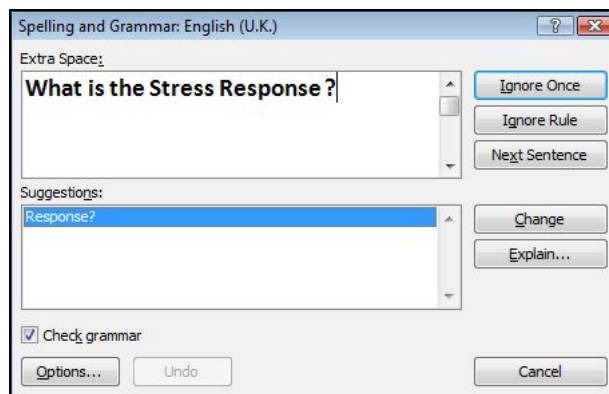 Spelling and Grammar: English (U.K.)
Extra Space:
What is the Stress Response ?
Ignore Once
Ignore Rule
Next Sentence
Suggestions:
Response?
Change
Explain...
Check grammar
Options...
Undo
Cancel